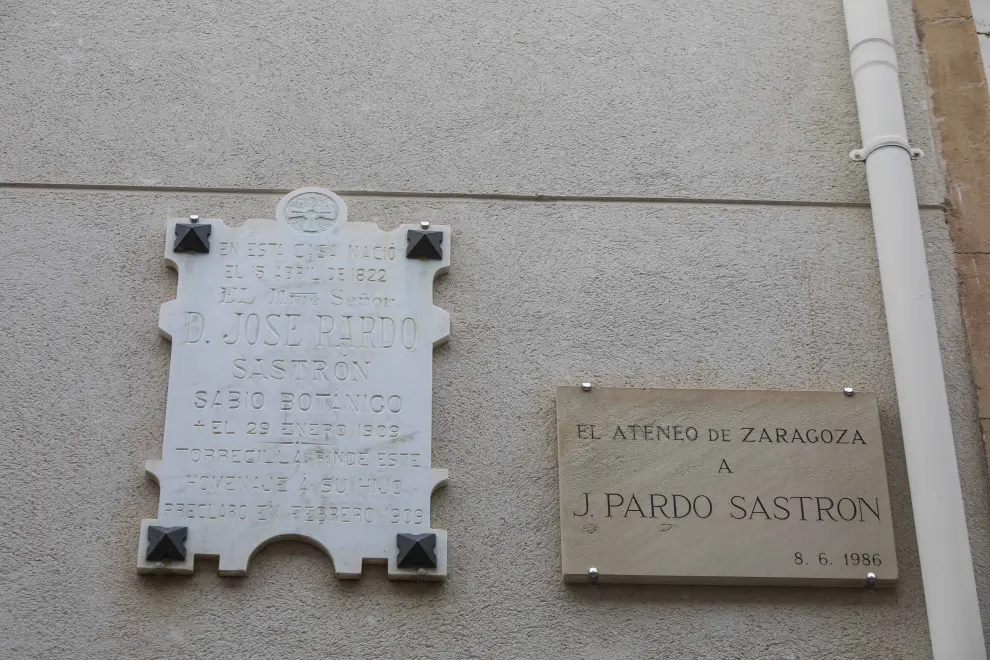 EN ESTA CASA NACIÓ
EL 15 ABRIL DE 1822
EL Iltmo Señor
D. JOSE PARDO
SASTRÓN
SABIO BOTANICO
+ EL 29 ENERO 1909
TORRECILLA RINDE ESTE
HOMENAJE A SU HIJO
PRECLARO EN FEBRERO 1909
EL ATENEO DE ZARAGOZA
A
J. PARDO SASTRON
8. 6. 1986